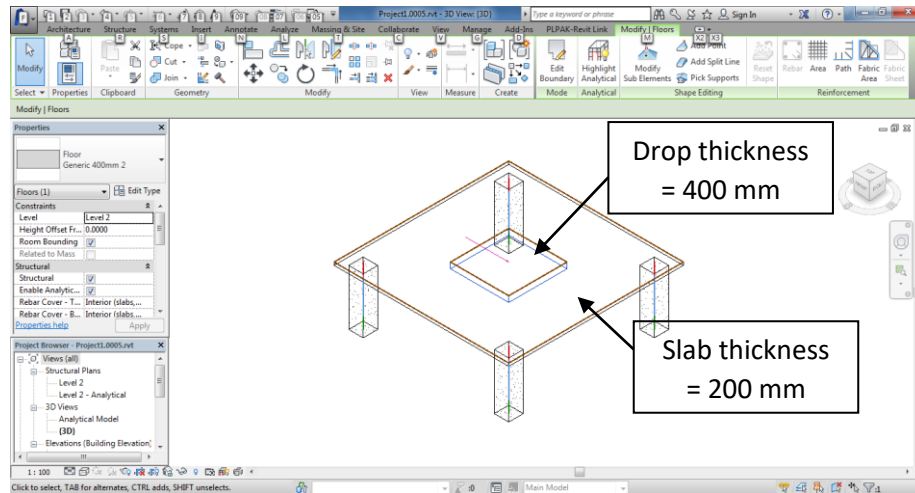 Project1.0005.rvt - 3D View: {3D}
Type a keyword or phrase
Sign In
Architecture Structure Systems Insert Annotate Analyze Massing & Site Collaborate View Manage Add-Ins PLPAK-Revit Link Modify | Floors
Modify
Paste
Cope
Cut
Join
Edit Boundary
Highlight Analytical
Modify Sub Elements
Add Point
Add Split Line
Pick Supports
Reset Shape
Rebar
Area
Path
Fabric Area
Fabric Sheet
Select Properties Clipboard Geometry Modify View Measure Create Mode Analytical Shape Editing Reinforcement
Modify | Floors
Properties
Floor
Generic 400mm 2
Floors (1) Edit Type
Constraints
Level Level 2
Height Offset Fr... 0.0000
Room Bounding
Related to Mass
Structural
Structural
Enable Analytic...
Rebar Cover - T... Interior (slabs,...
Rebar Cover - B... Interior (slabs,...
Properties help Apply
Project Browser - Project1.0005.rvt
Views (all)
Structural Plans
Level 2
Level 2 - Analytical
3D Views
Analytical Model
{3D}
Elevations (Building Elevation)
Drop thickness
= 400 mm
Slab thickness
= 200 mm
1 : 100
Click to select, TAB for alternates, CTRL adds, SHIFT unselects.
:0
Main Model
:1